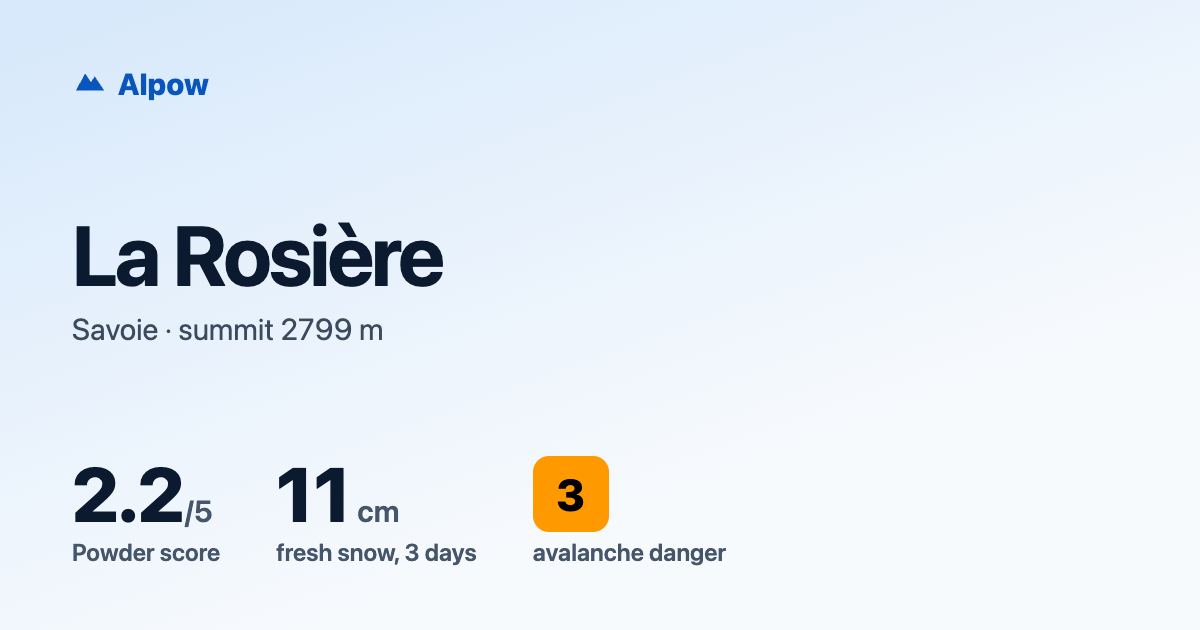 Alpow
La Rosière
Savoie · summit 2799 m
2.2/5
Powder score
11 cm
fresh snow, 3 days
3
avalanche danger